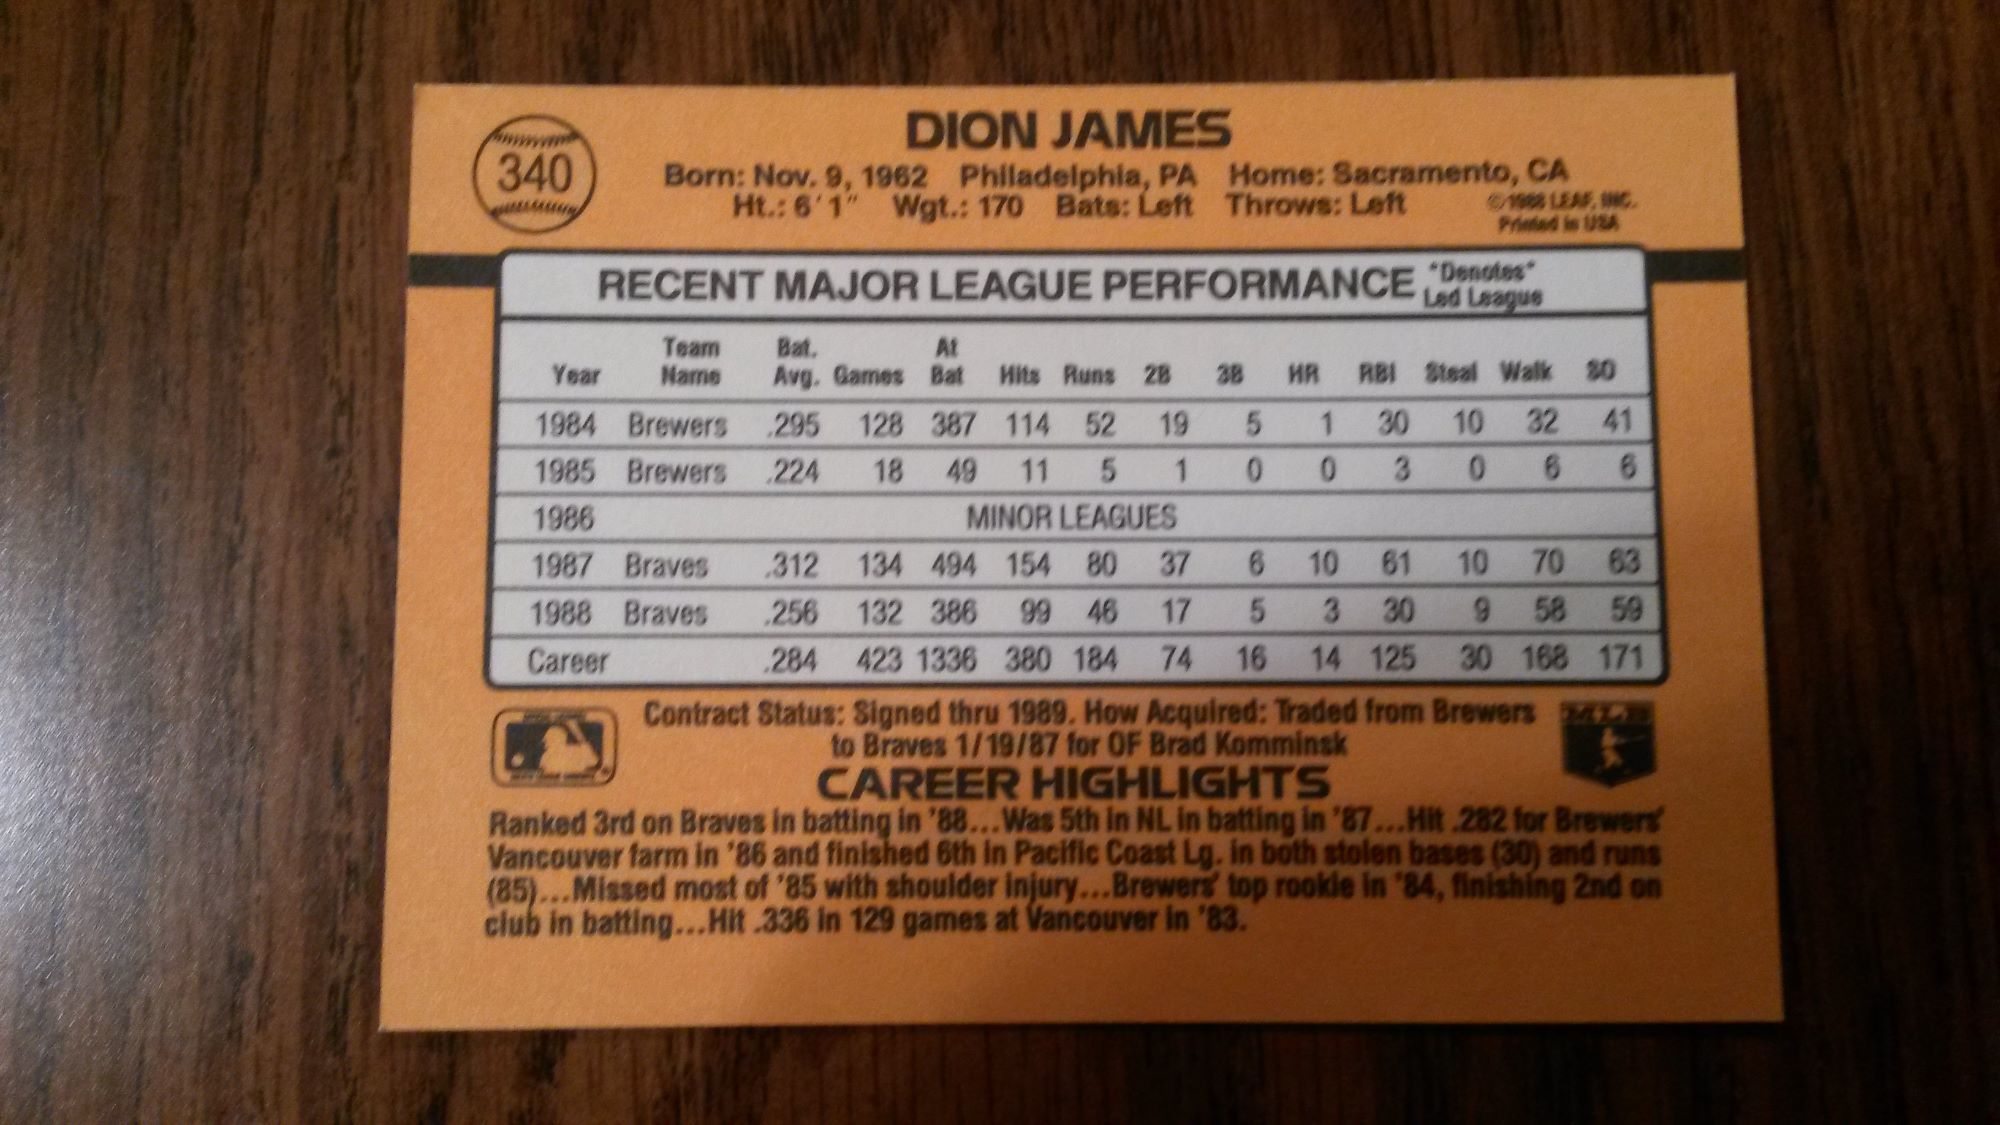 340
DION JAMES
Born: Nov. 9, 1962 Philadelphia, PA Home: Sacramento, CA
Ht.: 6'1" Wgt.: 170 Bats: Left Throws: Left
©1988 LEAF, INC.
Printed in USA
RECENT MAJOR LEAGUE PERFORMANCE *Denotes* Led League
Year Team Name Bat. Avg. Games At Bat Hits Runs 2B 3B HR RBI Steal Walk SO
1984 Brewers .295 128 387 114 52 19 5 1 30 10 32 41
1985 Brewers .224 18 49 11 5 1 0 0 3 0 6 6
1986 MINOR LEAGUES
1987 Braves .312 134 494 154 80 37 6 10 61 10 70 63
1988 Braves .256 132 386 99 46 17 5 3 30 9 58 59
Career .284 423 1336 380 184 74 16 14 125 30 168 171
Contract Status: Signed thru 1989. How Acquired: Traded from Brewers
to Braves 1/19/87 for OF Brad Komminsk
CAREER HIGHLIGHTS
Ranked 3rd on Braves in batting in '88...Was 5th in NL in batting in '87...Hit .282 for Brewers'
Vancouver farm in '86 and finished 6th in Pacific Coast Lg. in both stolen bases (30) and runs
(85)...Missed most of '85 with shoulder injury...Brewers' top rookie in '84, finishing 2nd on
club in batting...Hit .336 in 129 games at Vancouver in '83.